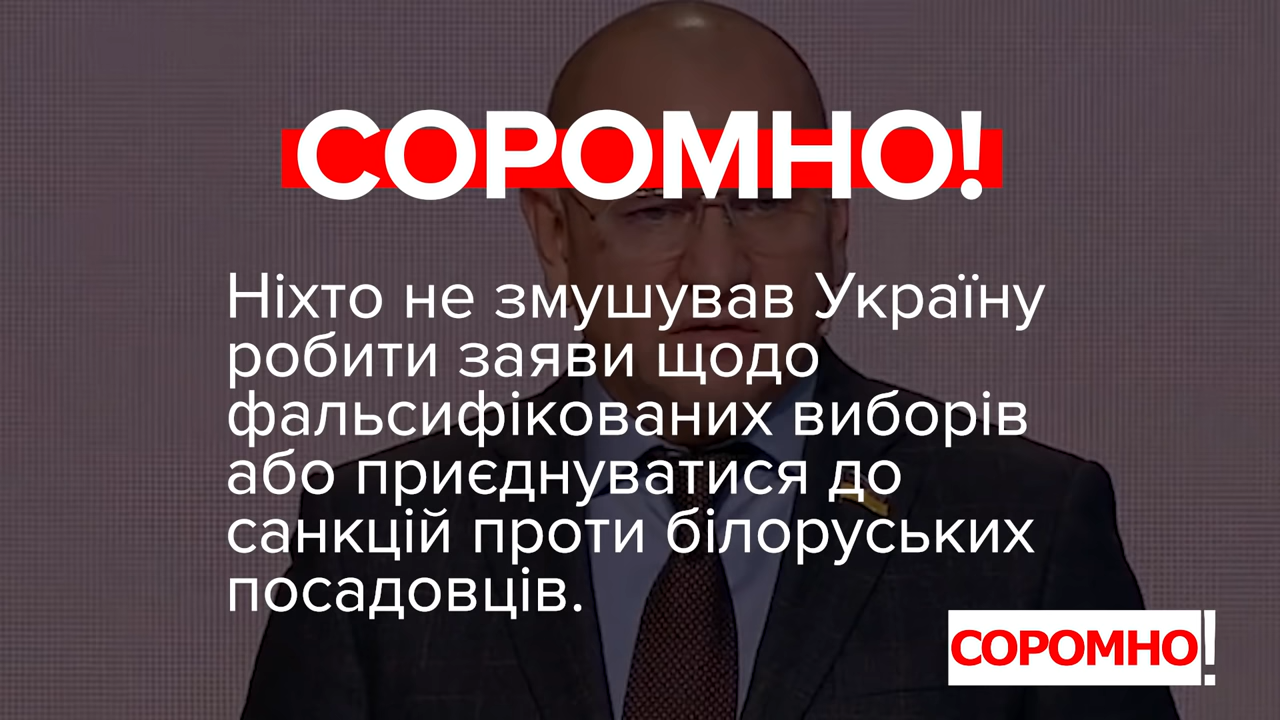 СОРОМНО!
Ніхто не змушував Україну
робити заяви щодо
фальсифікованих виборів
або приєднуватися до
санкцій проти білоруських
посадовців.
СОРОМНО!